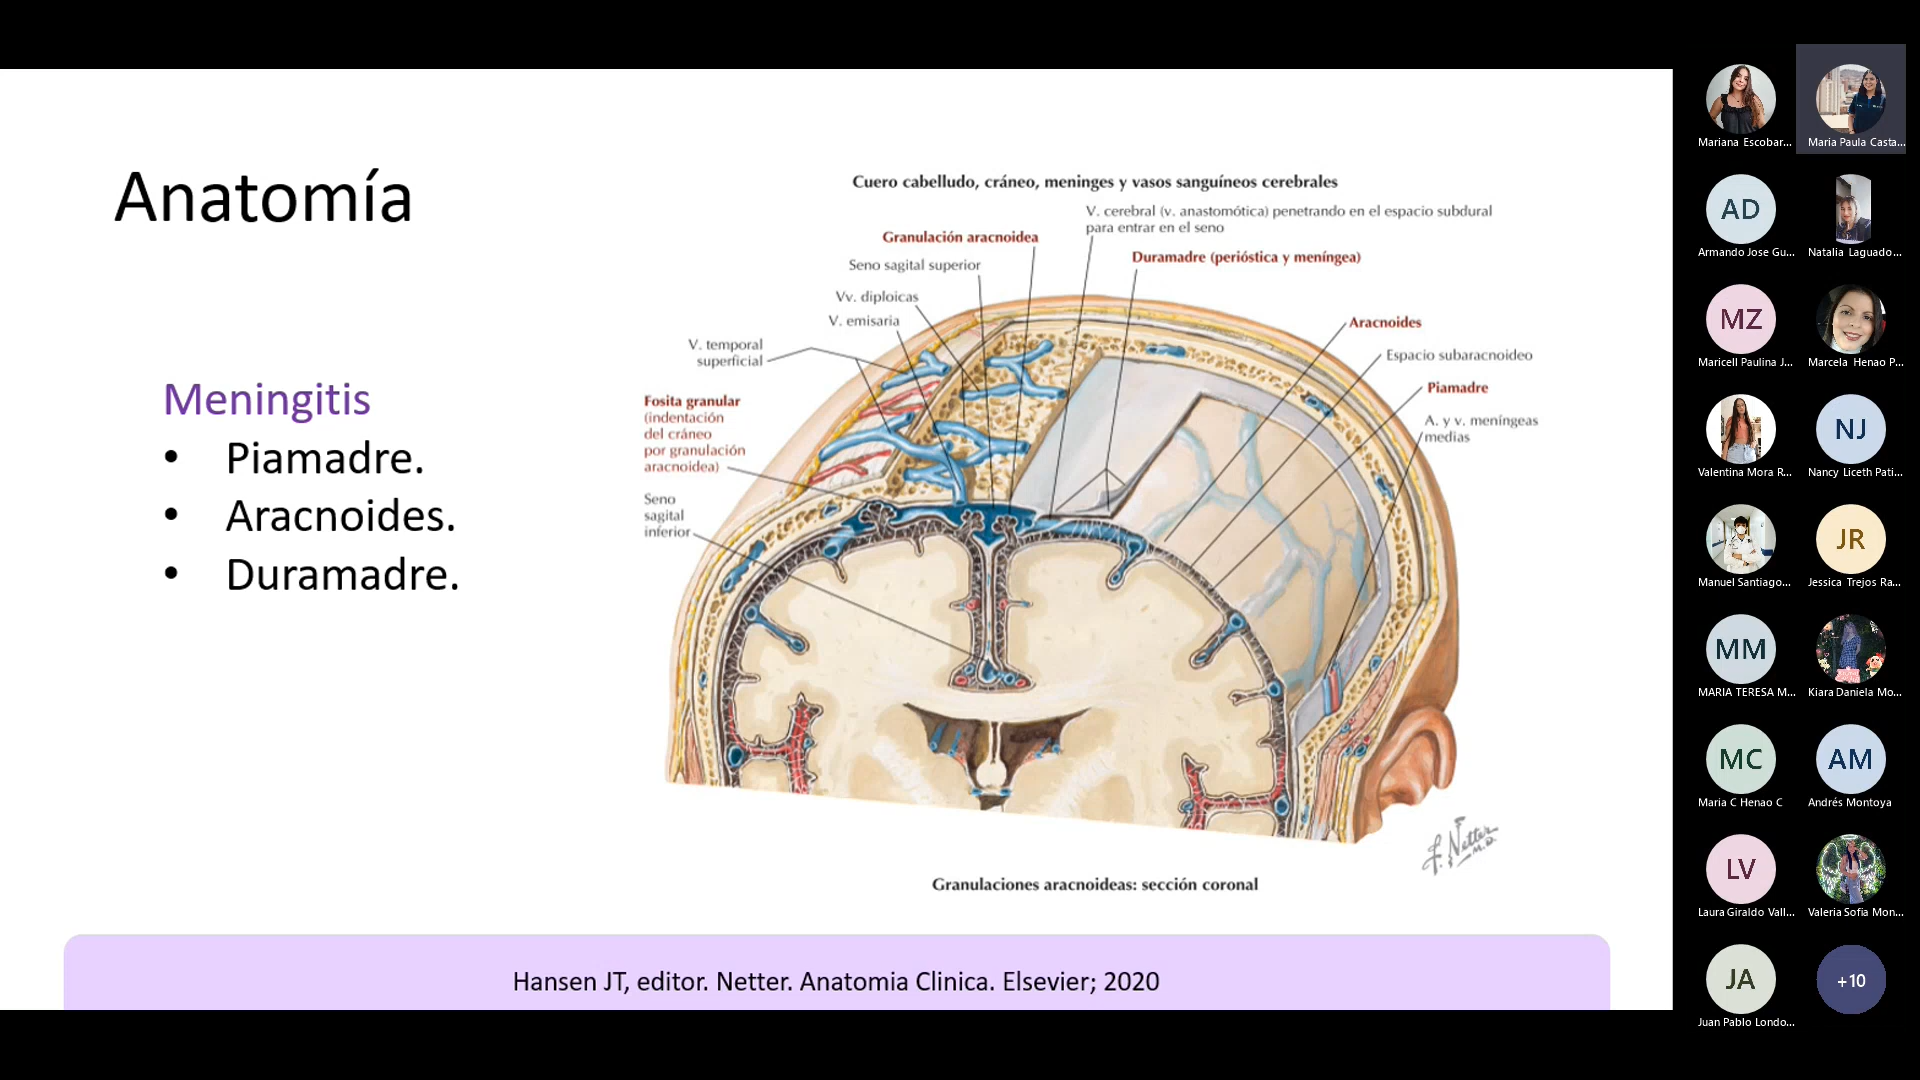 Anatomía
Meningitis
• Piamadre.
• Aracnoides.
• Duramadre.
Cuero cabelludo, cráneo, meninges y vasos sanguíneos cerebrales
V. cerebral (v. anastomótica) penetrando en el espacio subdural
para entrar en el seno
Granulación aracnoidea
Duramadre (perióstica y meníngea)
Seno sagital superior
Vv. diploicas
V. emisaria
Aracnoides
V. temporal
superficial
Espacio subaracnoideo
Piamadre
Fosita granular
(indentación
del cráneo
por granulación
aracnoidea)
A. y v. meníngeas
medias
Seno
sagital
inferior
F. Netter
M.D.
Granulaciones aracnoideas: sección coronal
Hansen JT, editor. Netter. Anatomia Clinica. Elsevier; 2020
Mariana Escobar...
Maria Paula Casta...
AD
Armando Jose Gu...
Natalia Laguado...
MZ
Maricell Paulina J...
Marcela Henao P...
Valentina Mora R...
NJ
Nancy Liceth Pati...
Manuel Santiago...
JR
Jessica Trejos Ra...
MM
MARIA TERESA M...
Kiara Daniela Mo...
MC
Maria C Henao C
AM
Andrés Montoya
LV
Laura Giraldo Vall...
Valeria Sofia Mon...
JA
Juan Pablo Londo...
+10